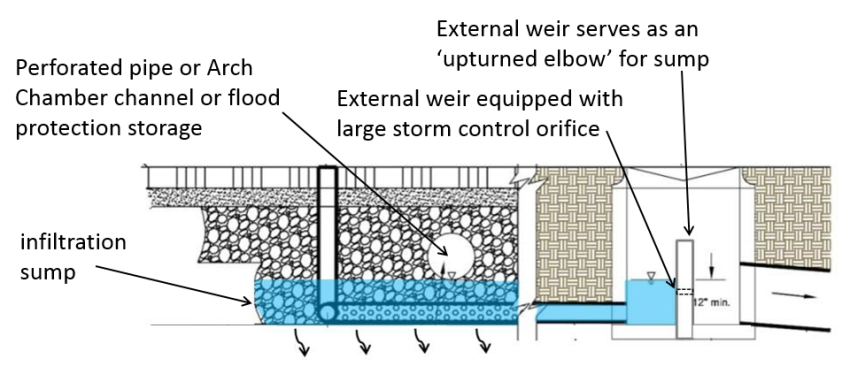 External weir serves as an
‘upturned elbow’ for sump
Perforated pipe or Arch
Chamber channel or flood
protection storage
External weir equipped with
large storm control orifice
infiltration
sump
12" min.